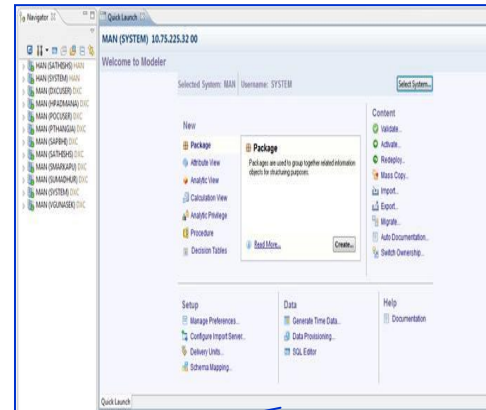 Navigator
MAN (SATHISHS) HAN
MAN (SYSTEM) HAN
MAN (DXCUSER) DXC
MAN (HPADMANA) DXC
MAN (POCUSER) DXC
MAN (PTHANGIA) DXC
MAN (SAPBHI) DXC
MAN (SATHISHS) DXC
MAN (SMARKAPU) DXC
MAN (SUMADHUR) DXC
MAN (SYSTEM) DXC
MAN (VGUNASEK) DXC
Quick Launch
MAN (SYSTEM) 10.75.225.32 00
Welcome to Modeler
Selected System: MAN Username: SYSTEM
Select System...
New
Package
Attribute View
Analytic View
Calculation View
Analytic Privilege
Procedure
Decision Tables
Package
Packages are used to group together related information
objects for structuring purposes.
Read More...
Create...
Content
Validate...
Activate...
Redeploy...
Mass Copy...
Import...
Export...
Migrate...
Auto Documentation...
Switch Ownership...
Setup
Manage Preferences...
Configure Import Server...
Delivery Units...
Schema Mapping...
Data
Generate Time Data...
Data Provisioning...
SQL Editor
Help
Documentation
Quick Launch